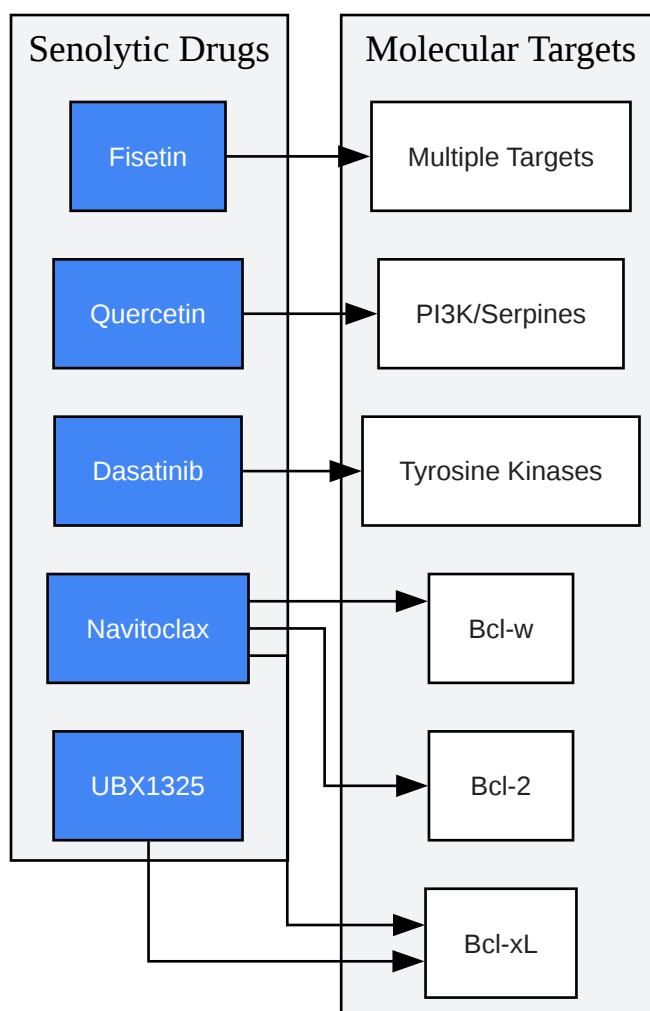 Senolytic Drugs
Molecular Targets
Fisetin
Multiple Targets
Quercetin
PI3K/Serpines
Dasatinib
Tyrosine Kinases
Navitoclax
Bcl-w
UBX1325
Bcl-2
Bcl-xL